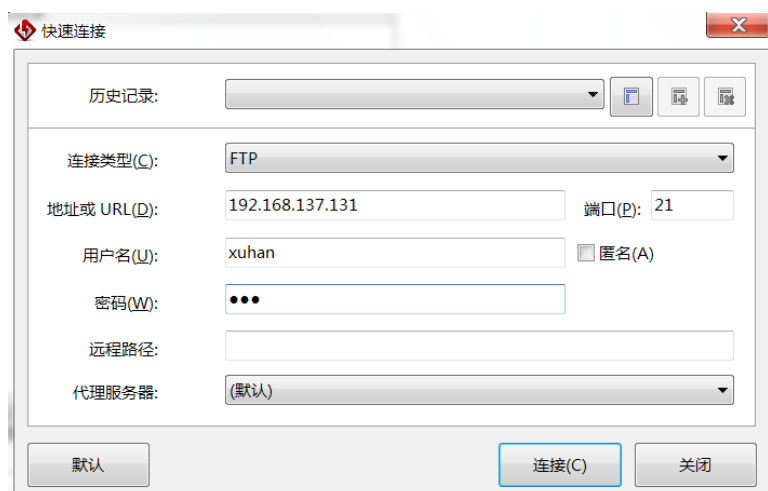 快速连接
历史记录:
连接类型(C): FTP
地址或 URL(D): 192.168.137.131 端口(P): 21
用户名(U): xuhan 匿名(A)
密码(W): ●●●
远程路径:
代理服务器: (默认)
默认 连接(C) 关闭